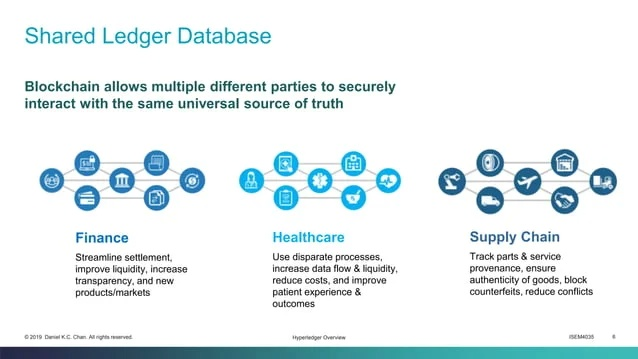 Shared Ledger Database
Blockchain allows multiple different parties to securely
interact with the same universal source of truth
Finance
Streamline settlement,
improve liquidity, increase
transparency, and new
products/markets
Healthcare
Use disparate processes,
increase data flow & liquidity,
reduce costs, and improve
patient experience &
outcomes
Supply Chain
Track parts & service
provenance, ensure
authenticity of goods, block
counterfeits, reduce conflicts
© 2019 Daniel K.C. Chan. All rights reserved.
Hyperledger Overview
ISEM4035
6